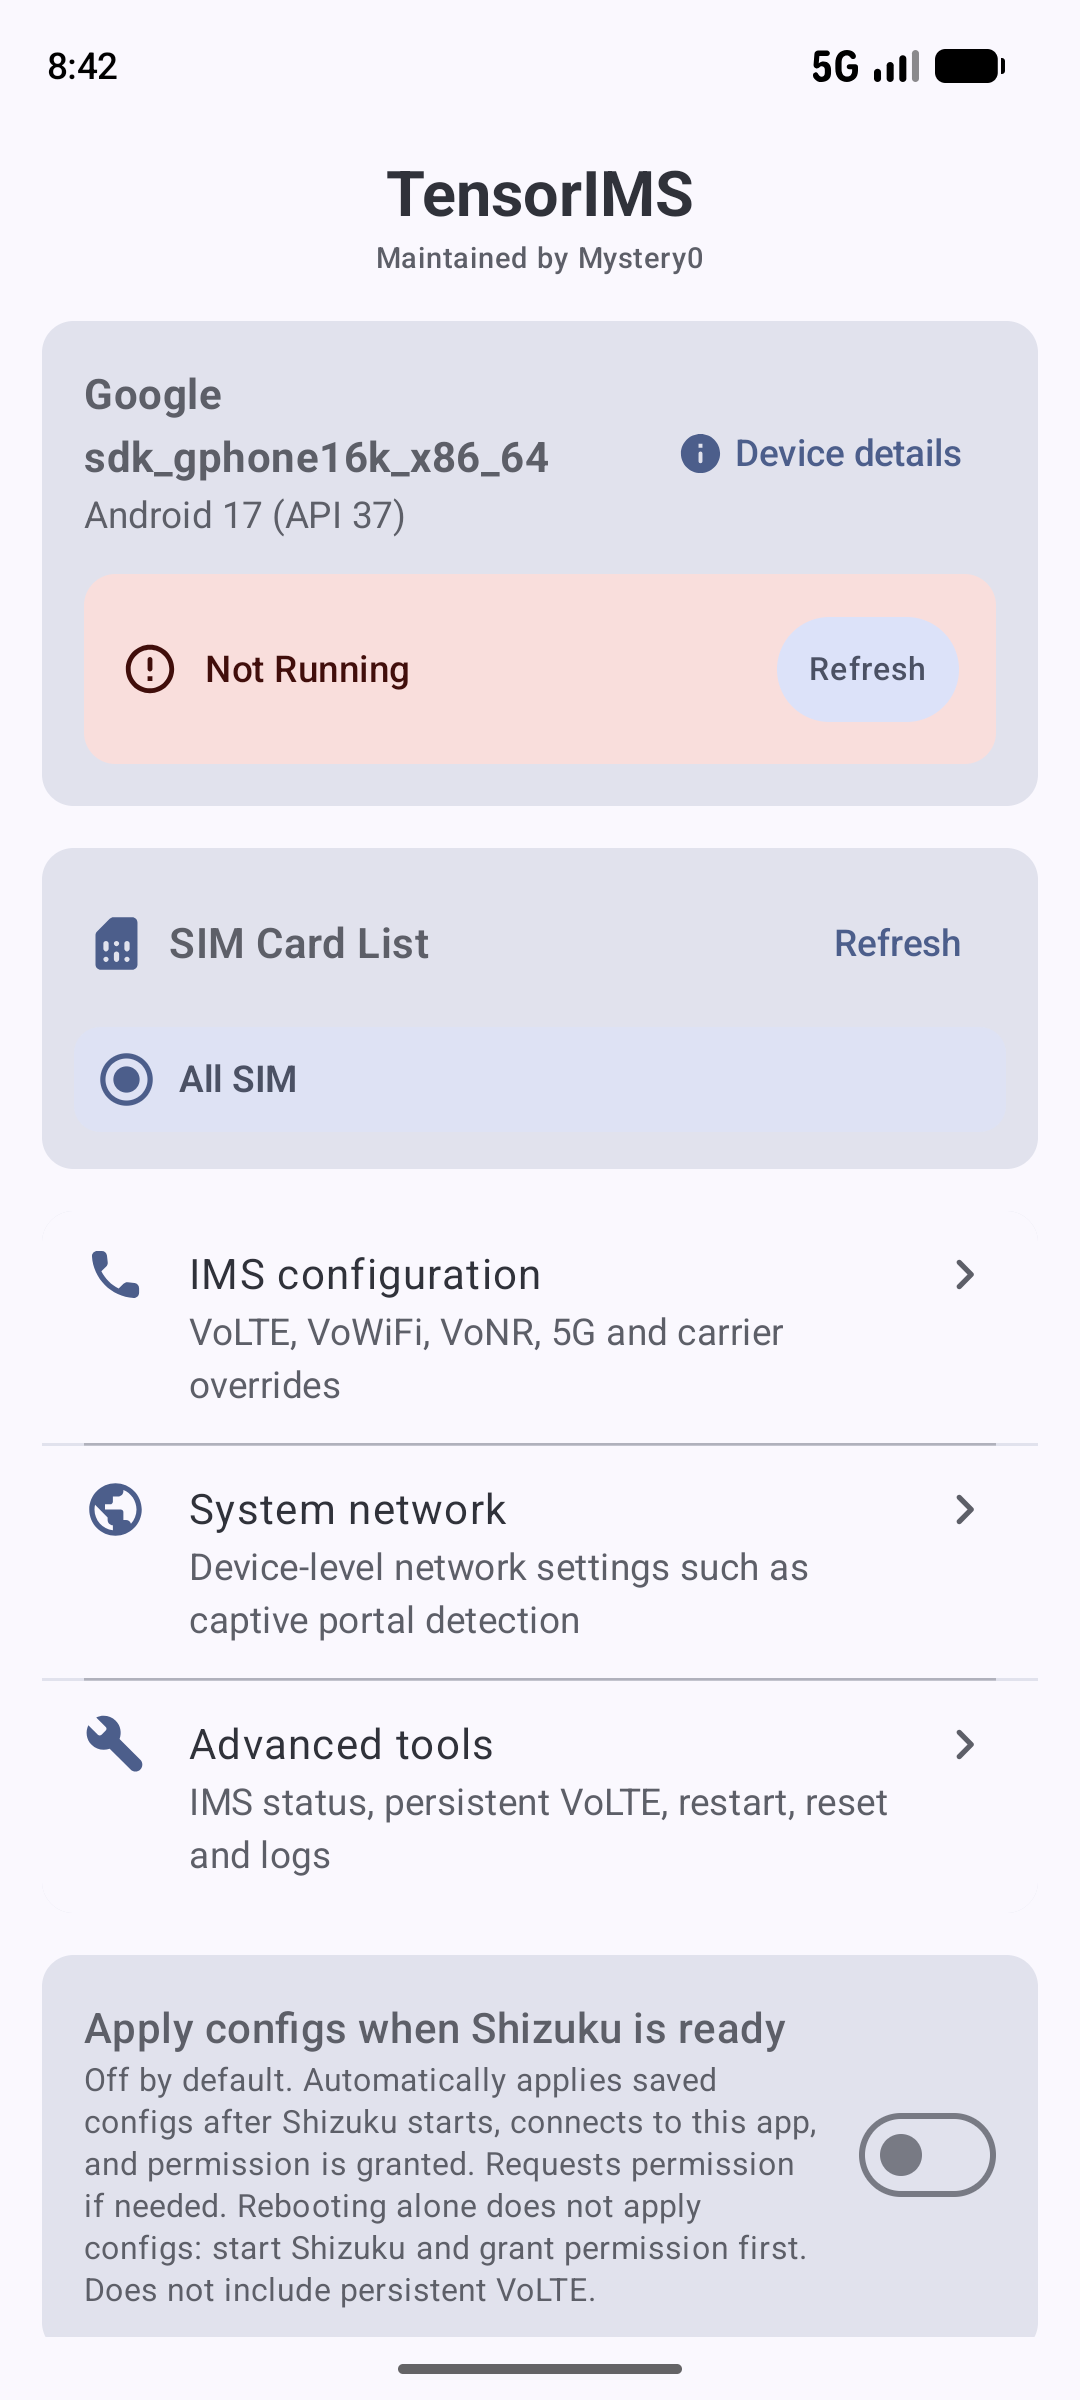 8:42
5G
TensorIMS
Maintained by Mystery0
Google
sdk_gphone16k_x86_64
Device details
Android 17 (API 37)
Not Running
Refresh
SIM Card List
Refresh
All SIM
IMS configuration
VoLTE, VoWiFi, VoNR, 5G and carrier
overrides
System network
Device-level network settings such as
captive portal detection
Advanced tools
IMS status, persistent VoLTE, restart, reset
and logs
Apply configs when Shizuku is ready
Off by default. Automatically applies saved
configs after Shizuku starts, connects to this app,
and permission is granted. Requests permission
if needed. Rebooting alone does not apply
configs: start Shizuku and grant permission first.
Does not include persistent VoLTE.